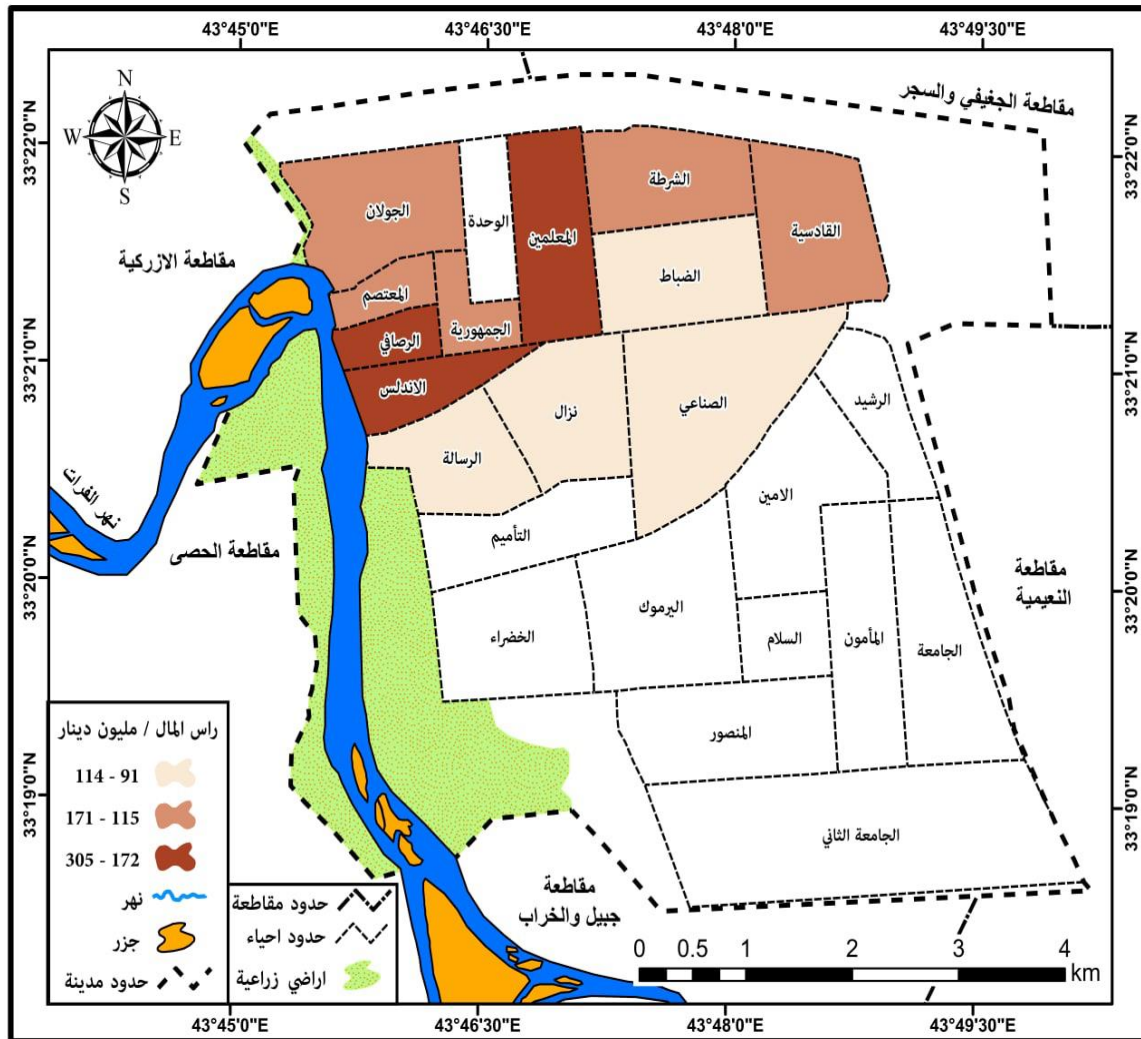 43°45'0"E
43°46'30"E
43°48'0"E
43°49'30"E
33°22'0"N
33°21'0"N
33°20'0"N
33°19'0"N
33°22'0"N
33°21'0"N
33°20'0"N
33°19'0"N
N
W
E
S
مقاطعة الجغيفي والسجر
الجولان
الوحدة
المعلمين
الشرطة
القادسية
مقاطعة الازركية
الضباط
المعتصم
الجمهورية
الرصافي
الاندلس
نزال
الصناعي
الرشيد
الرسالة
الامين
نهر الفرات
التأميم
مقاطعة الحصى
مقاطعة
النعيمية
اليرموك
الخضراء
السلام
المأمون
الجامعة
المنصور
الجامعة الثاني
مقاطعة
جبيل والخراب
راس المال / مليون دينار
91 - 114
115 - 171
172 - 305
نهر
جزر
حدود مدينة
حدود مقاطعة
حدود احياء
اراضي زراعية
0 0.5 1 2 3 4
km
43°45'0"E
43°46'30"E
43°48'0"E
43°49'30"E